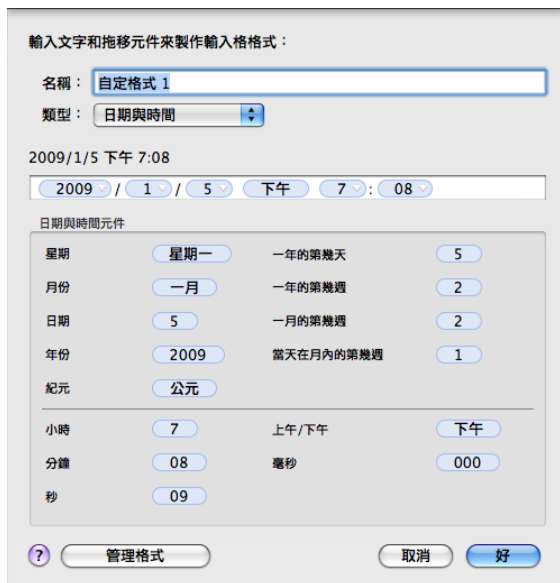 輸入文字和拖移元件來製作輸入格格式：
名稱： 自定格式 1
類型： 日期與時間
2009/1/5 下午 7:08
2009 / 1 / 5 下午 7 : 08
日期與時間元件
星期 星期一 一年的第幾天 5
月份 一月 一年的第幾週 2
日期 5 一月的第幾週 2
年份 2009 當天在月內的第幾週 1
紀元 公元
小時 7 上午/下午 下午
分鐘 08 毫秒 000
秒 09
? 管理格式 取消 好